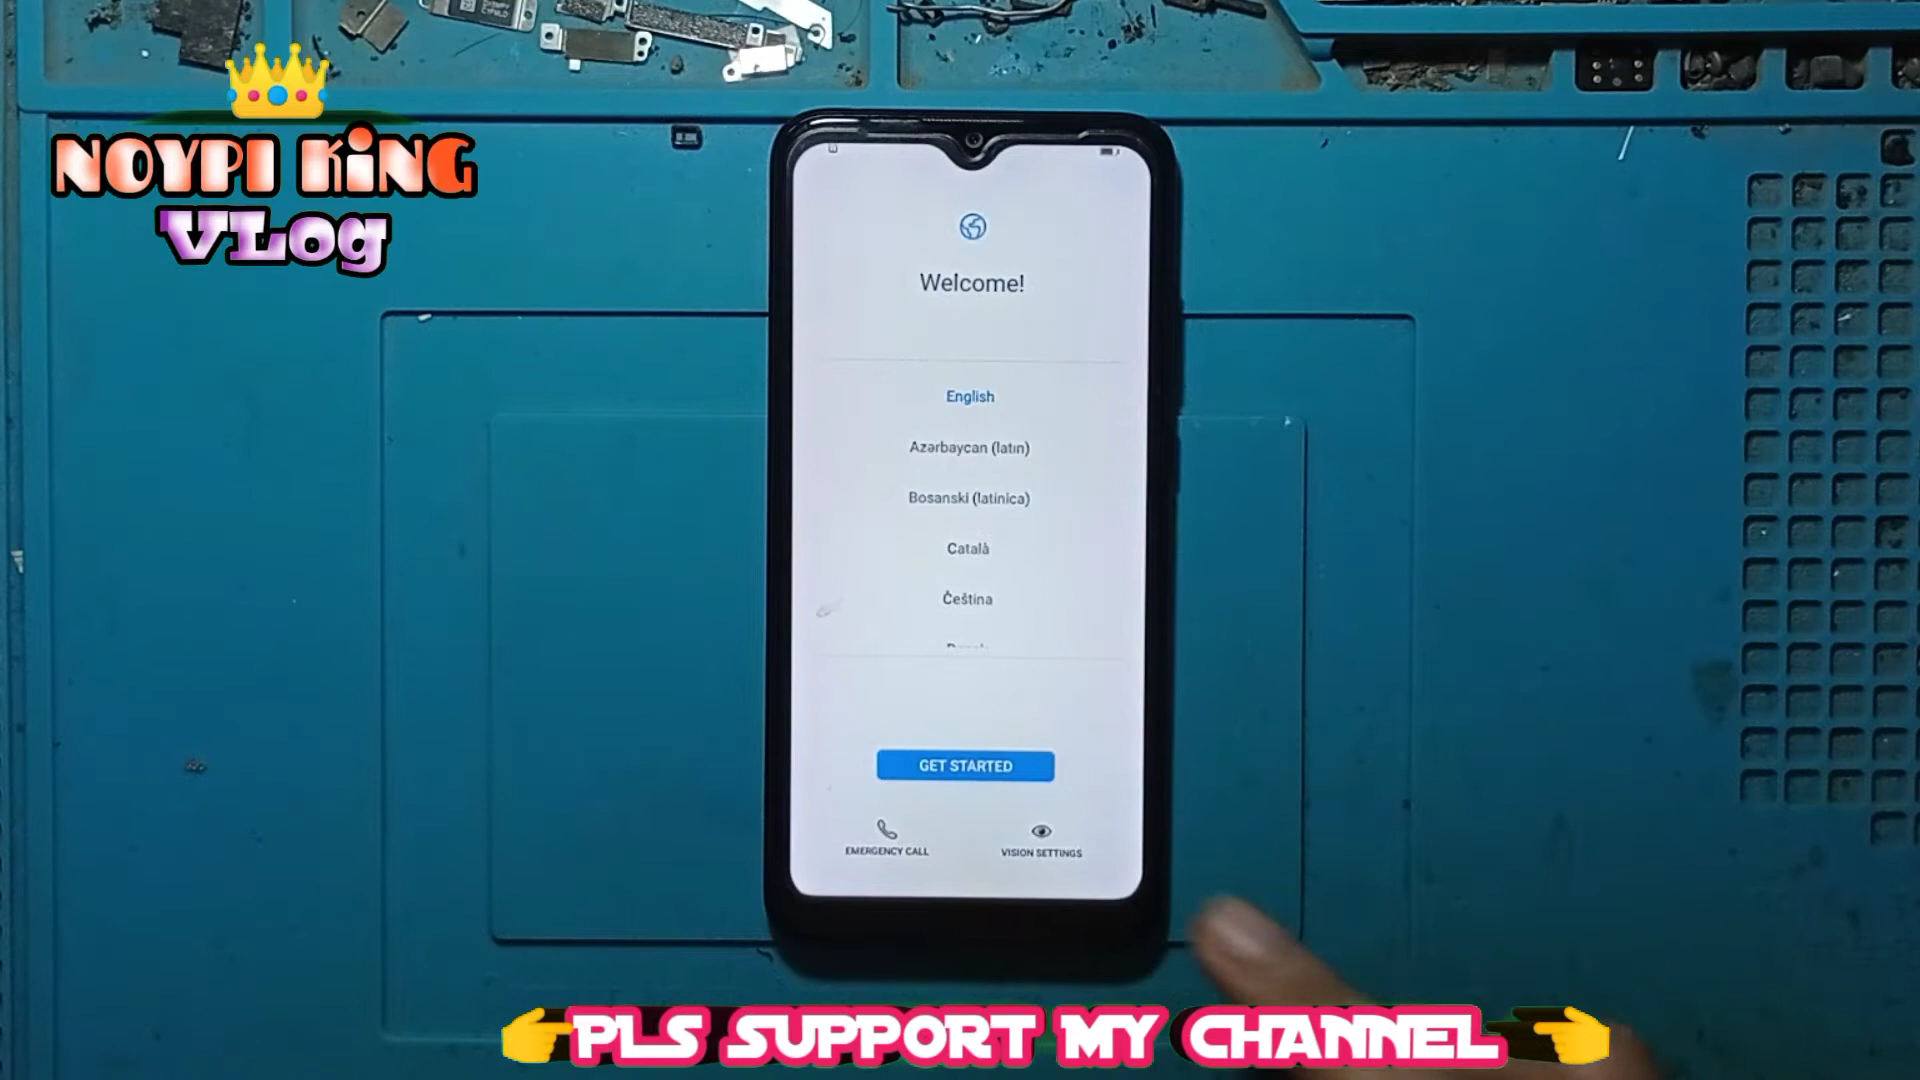 NOYPI KiNG
VLog
Welcome!
English
Azərbaycan (latın)
Bosanski (latinica)
Català
Čeština
GET STARTED
EMERGENCY CALL
VISION SETTINGS
PLS SUPPORT MY CHANNEL